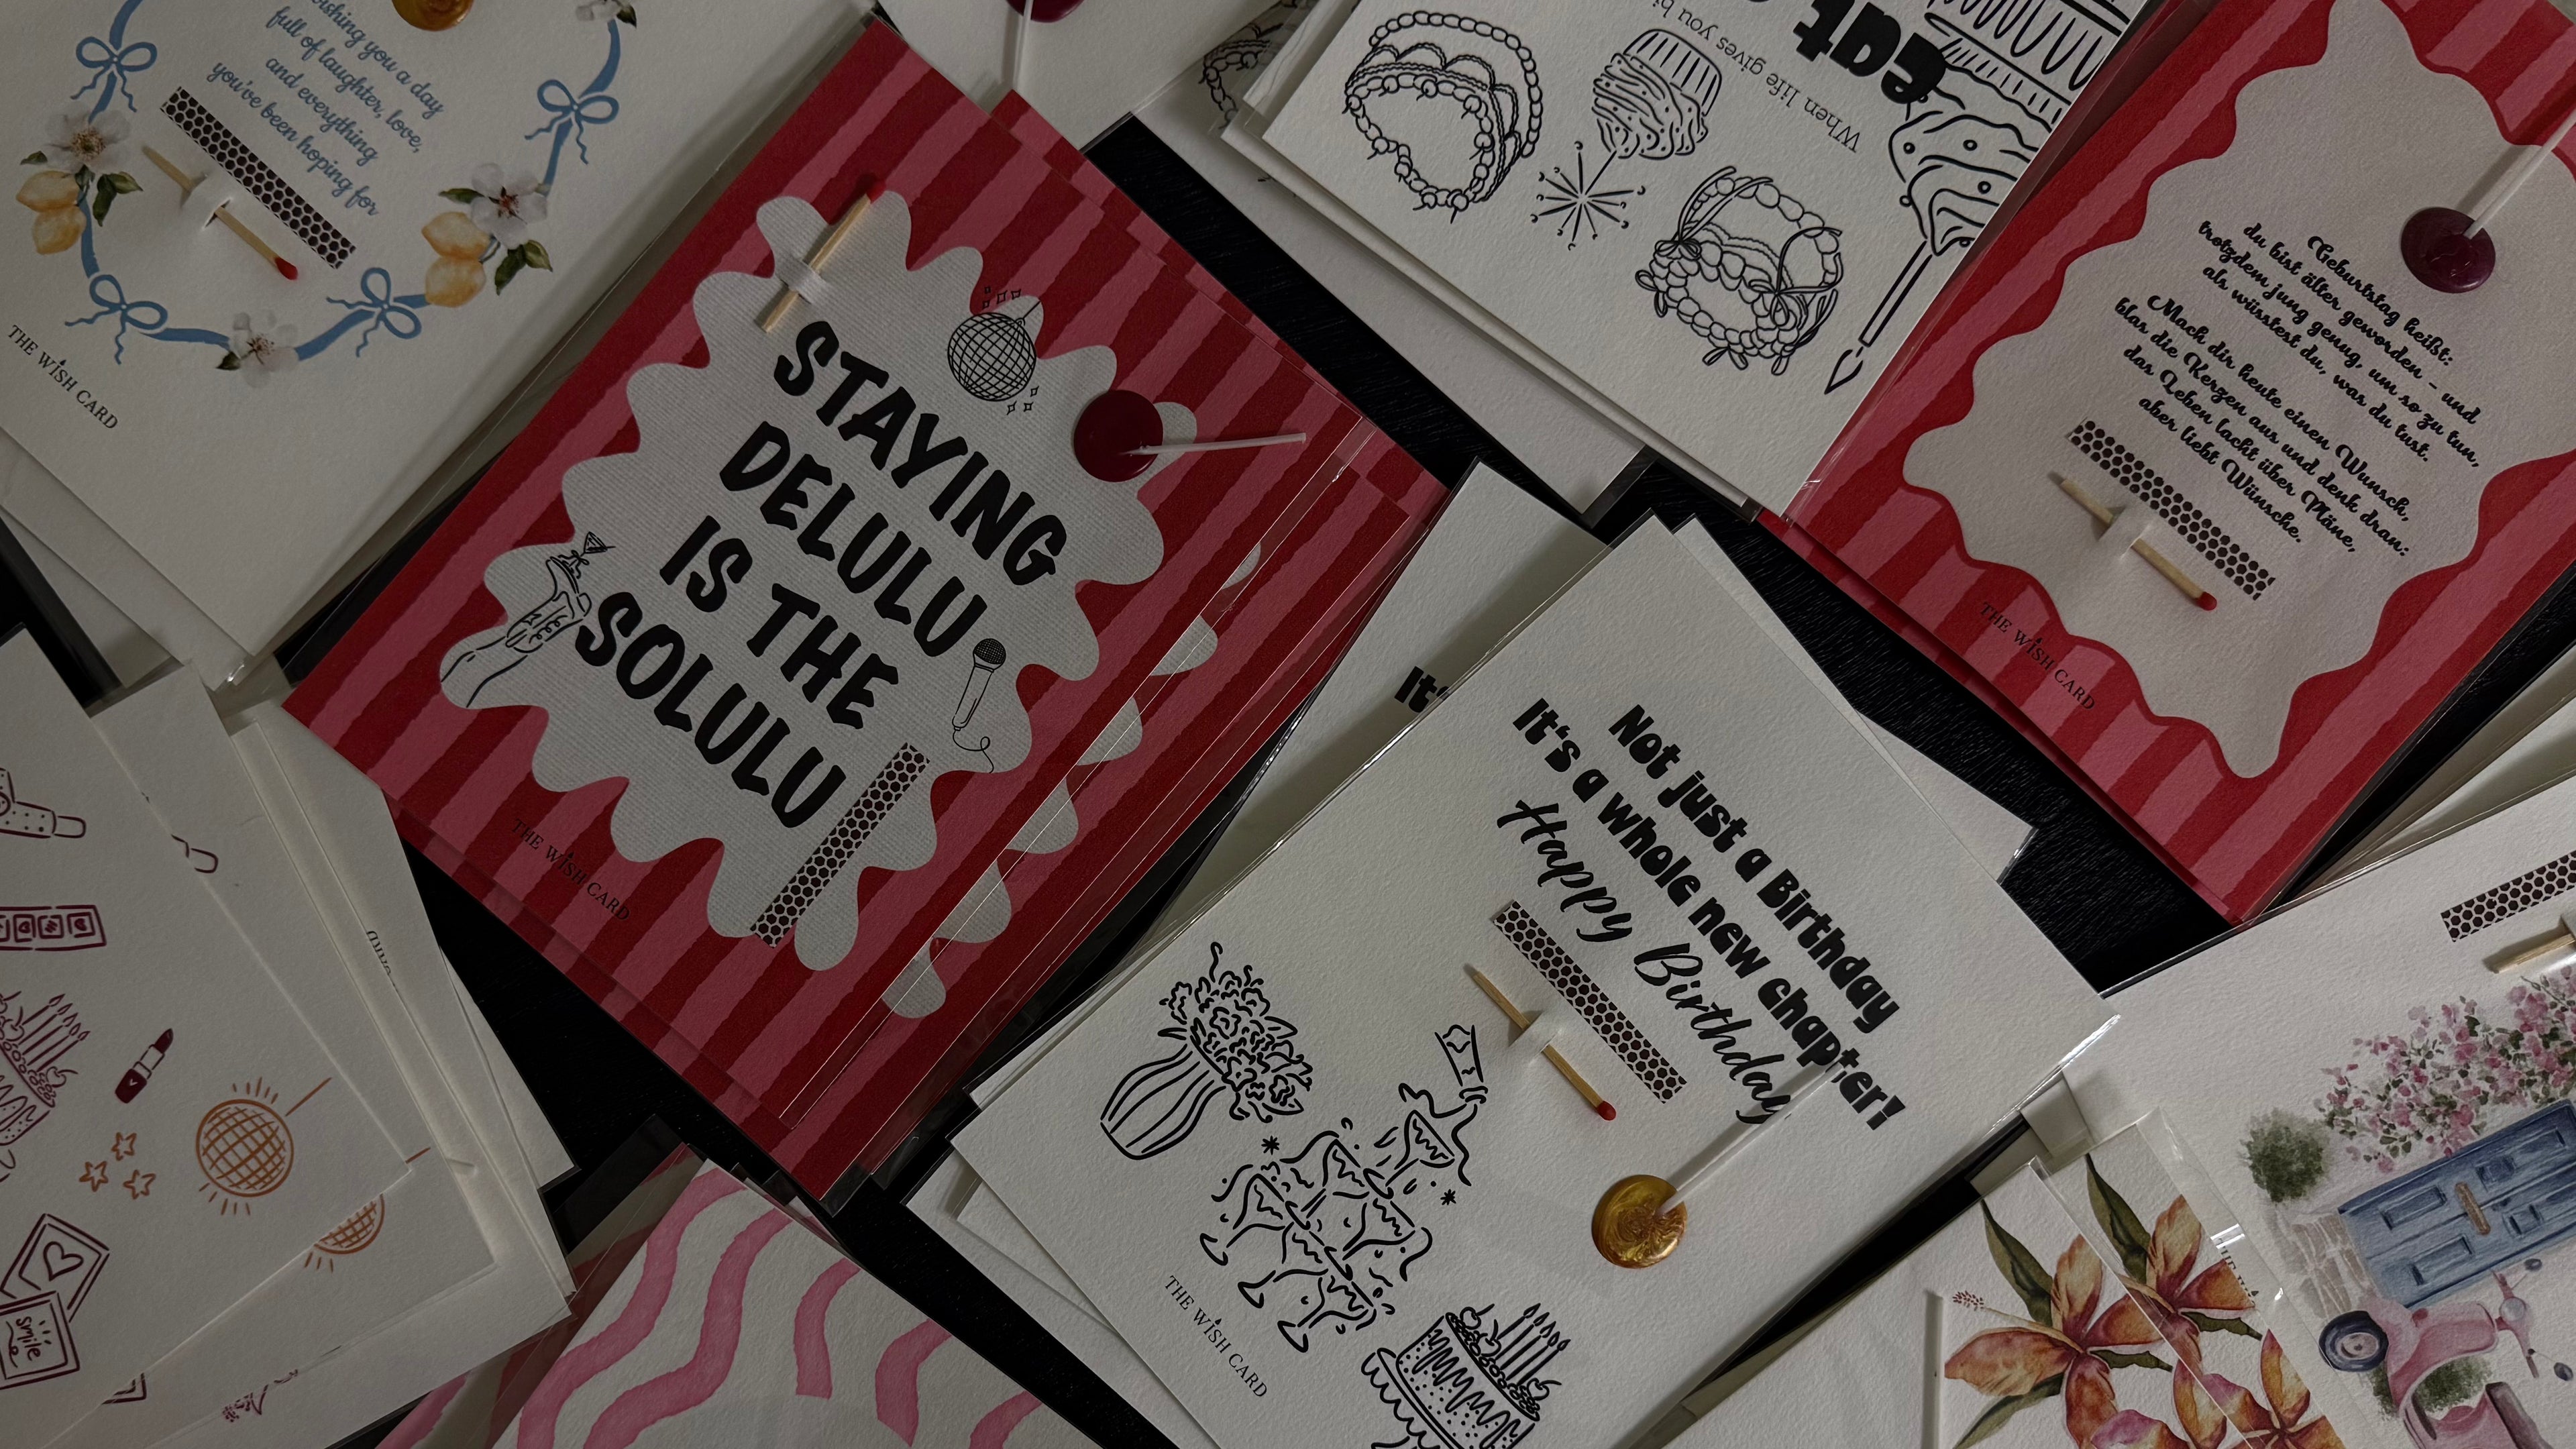 wishing you a day
full of laughter, love,
and everything
you've been hoping for
THE WISH CARD
STAYING
DELULU
IS THE
SOLULU
THE WISH CARD
When life gives you
eat
Geburtstag heißt:
du bist älter geworden – und
trotzdem jung genug, um so zu tun,
als wüsstest du, was du tust.
Mach dir heute einen Wunsch,
blas die Kerzen aus und denk dran:
das Leben lacht über Pläne,
aber liebt Wünsche.
THE WISH CARD
It's
Not just a Birthday
It's a whole new chapter!
Happy Birthday
THE WISH CARD
smile